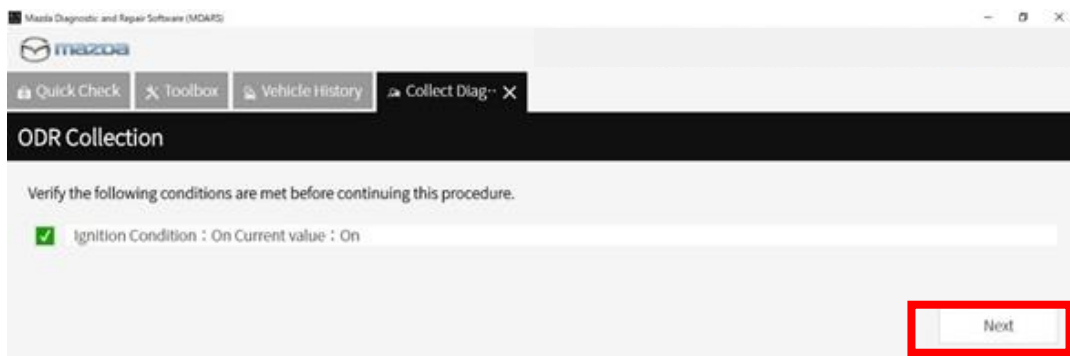 Mazda Diagnostic and Repair Software (MDARS)
mazda
Quick Check Toolbox Vehicle History Collect Diag··
ODR Collection
Verify the following conditions are met before continuing this procedure.
Ignition Condition : On Current value : On
Next